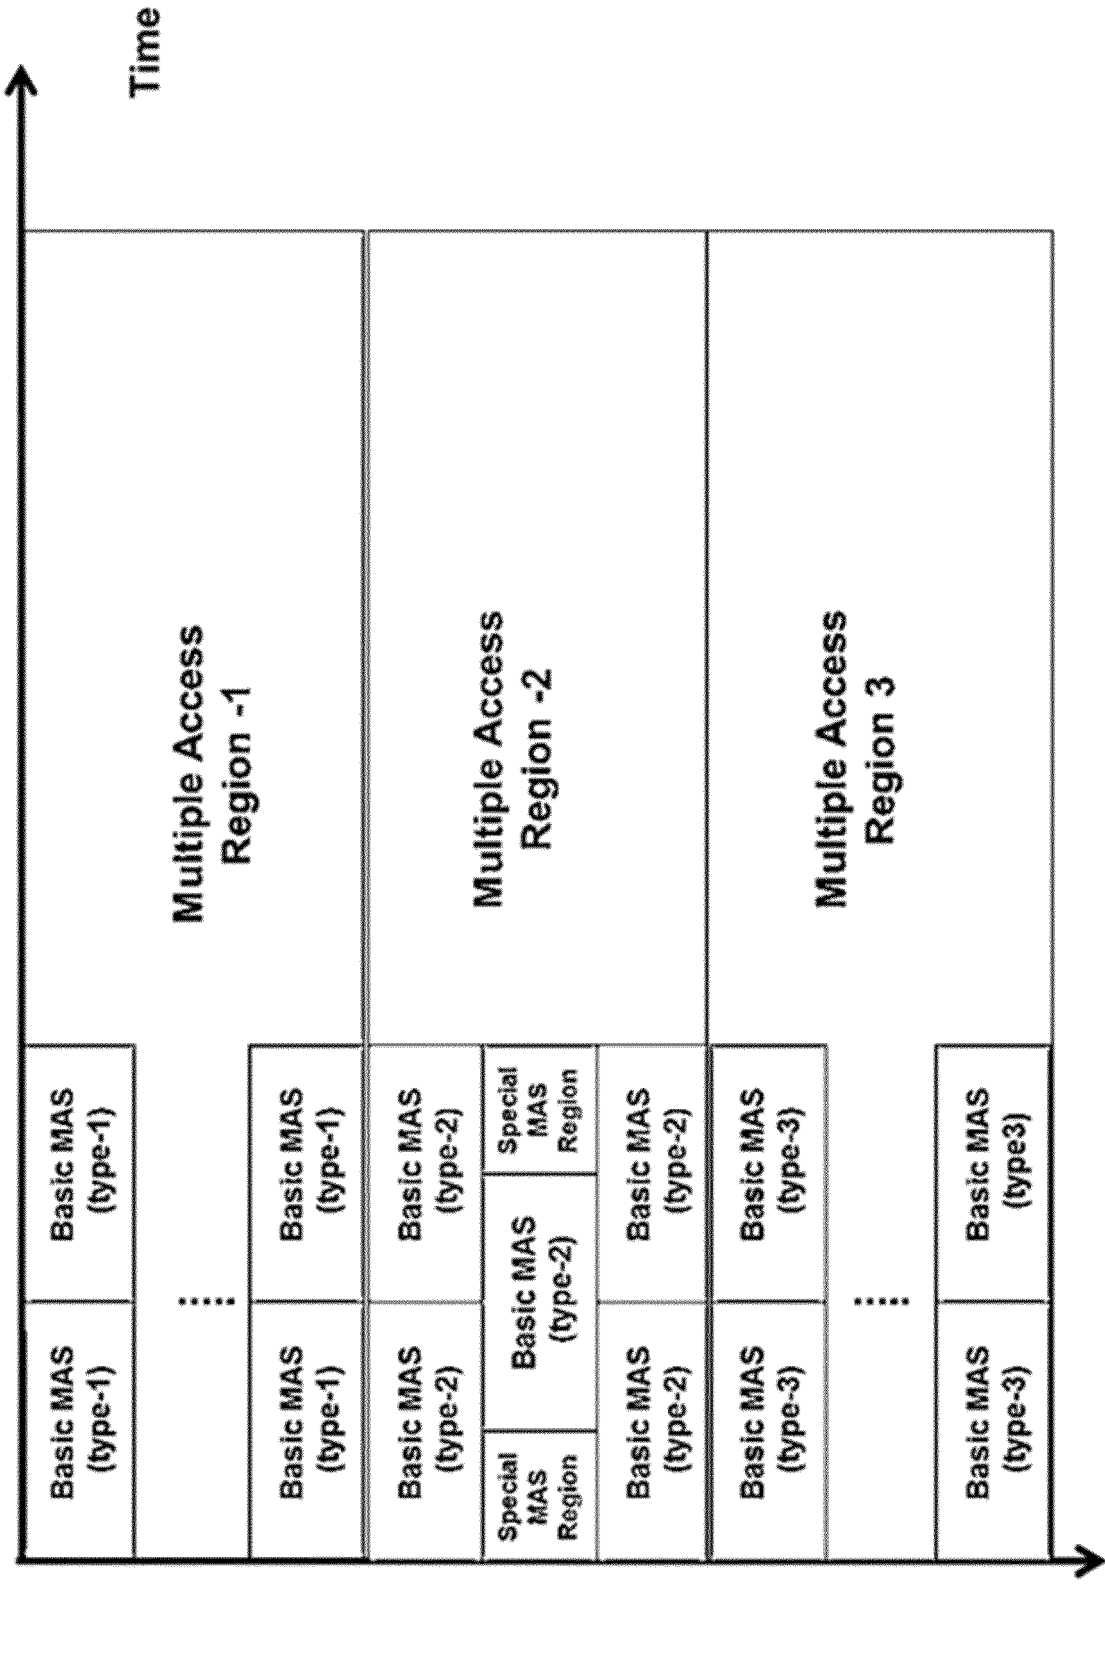 Basic MAS
(type-1)
Basic MAS
(type-1)
Time
Multiple Access
Region -1
Basic MAS
(type-1)
Basic MAS
(type-1)
Basic MAS
(type-2)
Basic MAS
(type-2)
Special
MAS
Region
Basic MAS
(type-2)
Special
MAS
Region
Multiple Access
Region -2
Basic MAS
(type-2)
Basic MAS
(type-2)
Basic MAS
(type-3)
Basic MAS
(type-3)
Multiple Access
Region 3
Basic MAS
(type-3)
Basic MAS
(type3)